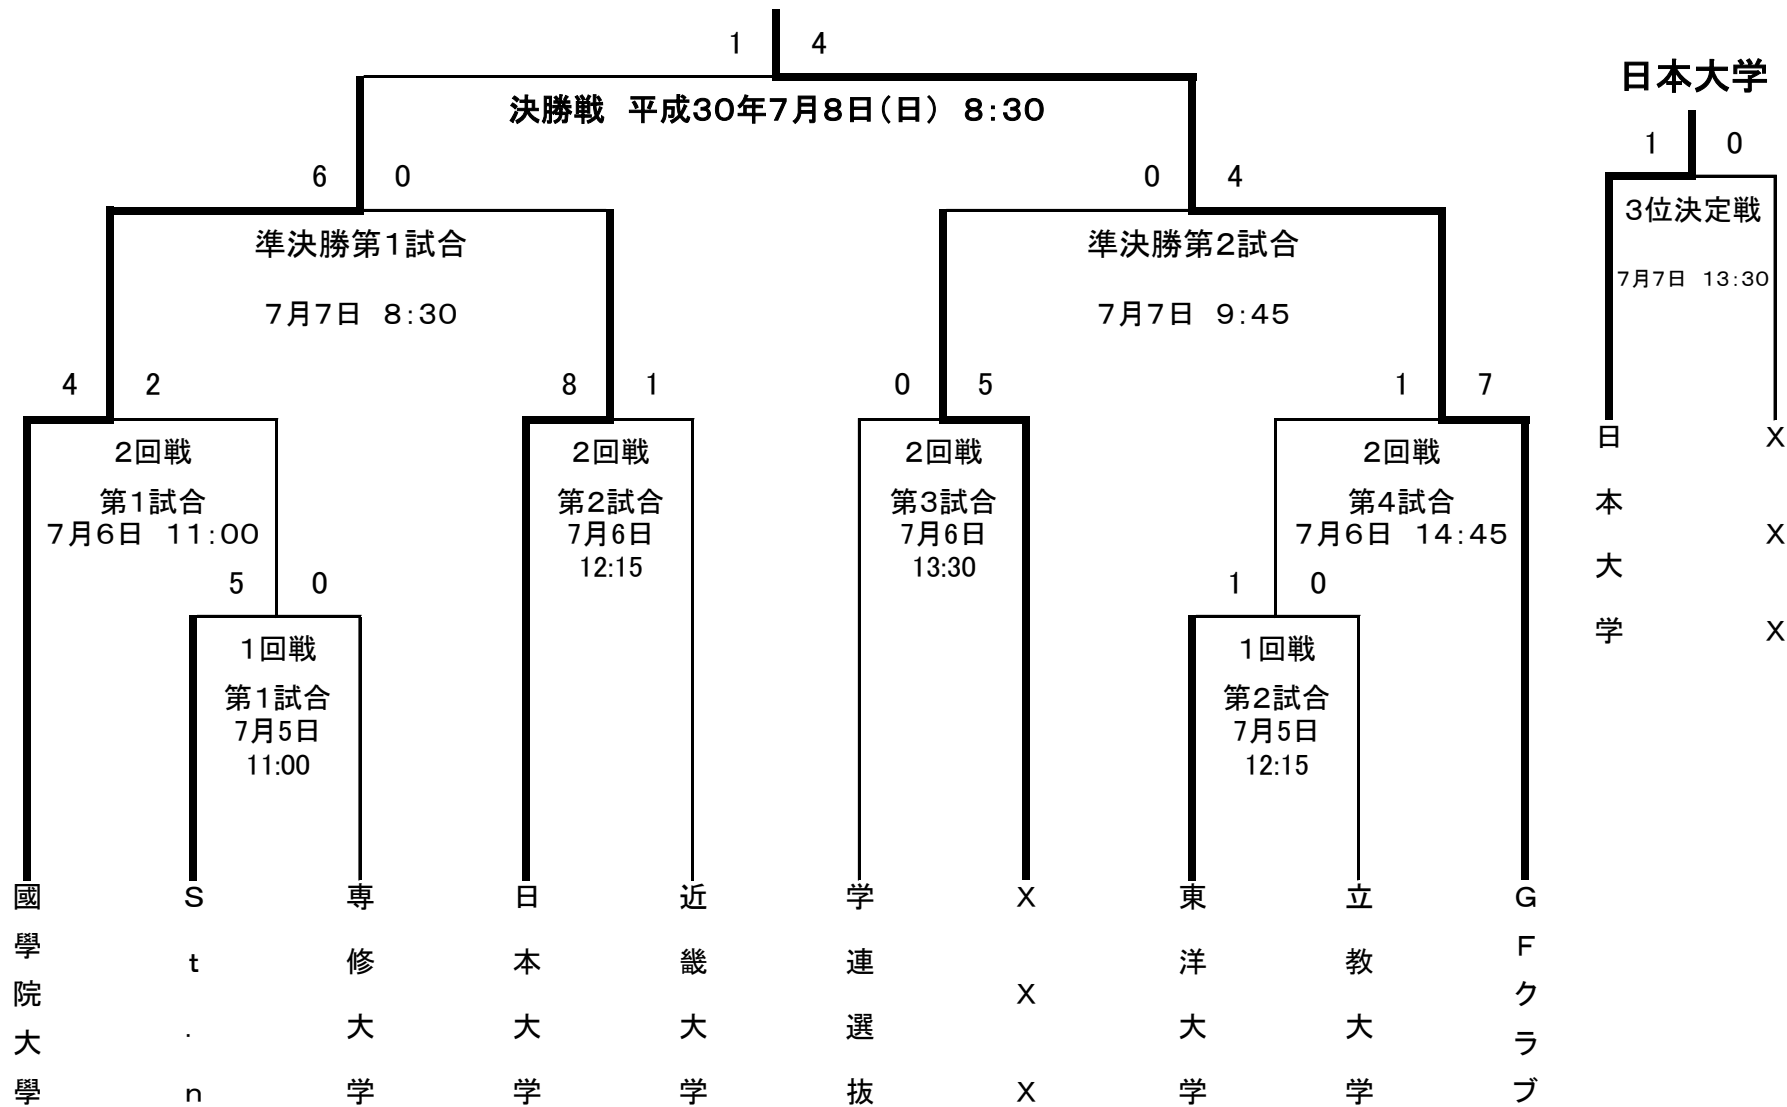 1 4
日本大学
決勝戦 平成30年7月8日(日) 8:30
1 0
6 0
0 4
3位決定戦
準決勝第1試合
準決勝第2試合
7月7日 13:30
7月7日 8:30
7月7日 9:45
4 2
8 1
0 5
1 7
2回戦
第1試合
7月6日 11:00
2回戦
第2試合
7月6日
12:15
2回戦
第3試合
7月6日
13:30
2回戦
第4試合
7月6日 14:45
日本大学
XXX
5 0
1 0
1回戦
第1試合
7月5日
11:00
1回戦
第2試合
7月5日
12:15
國學院大學
St.n
専修大学
日本大学
近畿大学
学連選抜
XXX
東洋大学
立教大学
GFクラブ